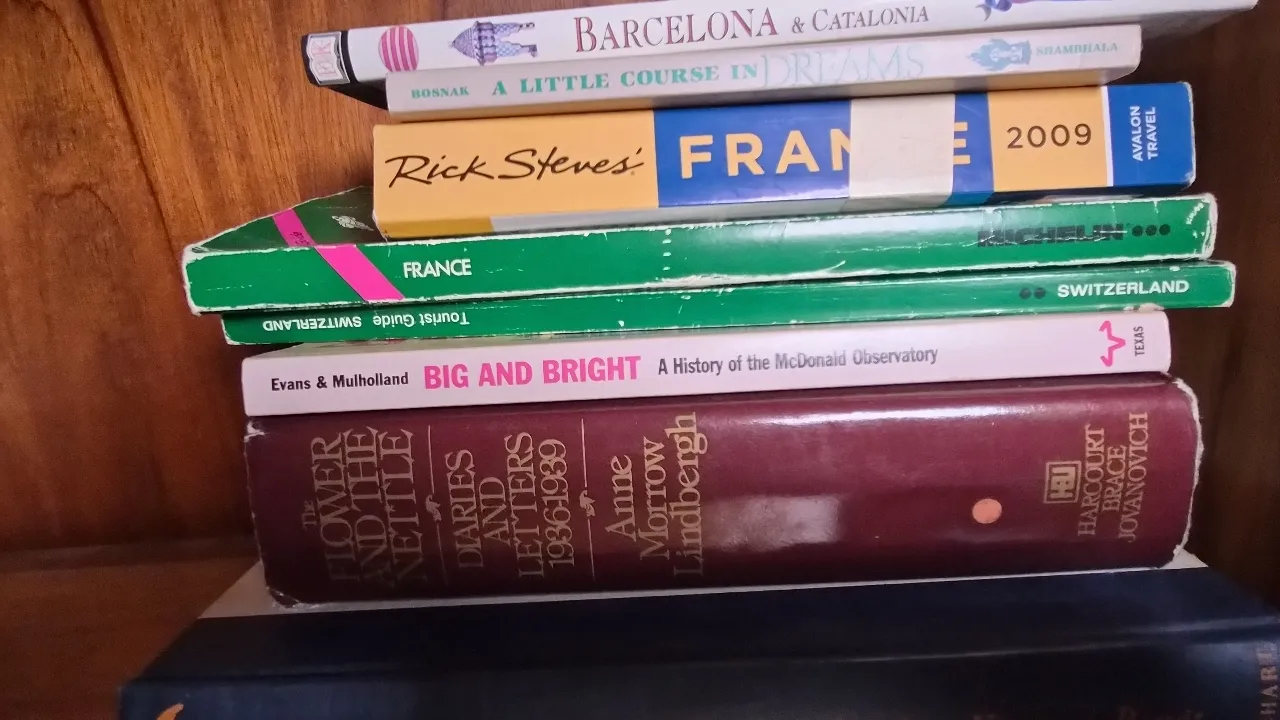 DK BARCELONA & CATALONIA
BOSNAK A LITTLE COURSE IN DREAMS SHAMBHALA
Rick Steves' FRAN E 2009 AVALON TRAVEL
FRANCE MICHELIN
Tourist Guide SWITZERLAND SWITZERLAND
Evans & Mulholland BIG AND BRIGHT A History of the McDonald Observatory TEXAS
The
FLOWER
AND THE
NETTLE
DIARIES
AND
LETTERS
1936-1939
Anne
Morrow
Lindbergh
HBJ
HARCOURT
BRACE
JOVANOVICH